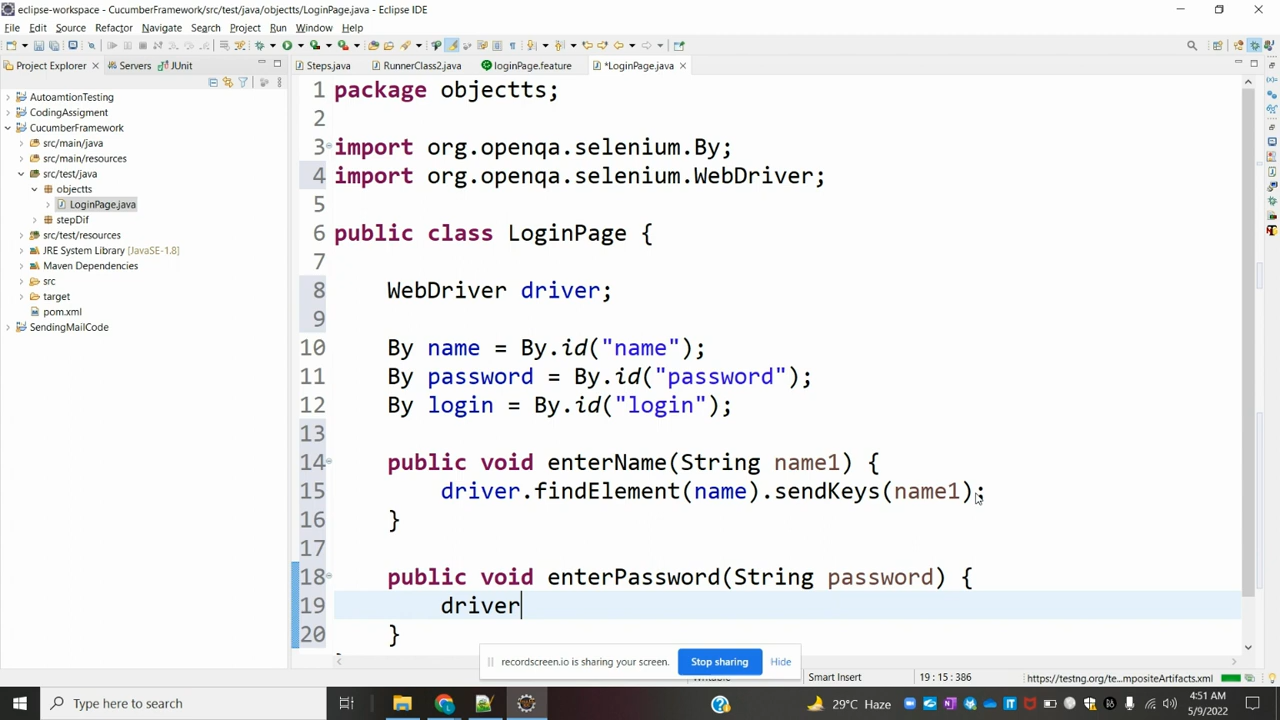 eclipse-workspace - CucumberFramework/src/test/java/objectts/LoginPage.java - Eclipse IDE
File Edit Source Refactor Navigate Search Project Run Window Help
Project Explorer Servers JUnit
Steps.java RunnerClass2.java loginPage.feature *LoginPage.java
AutoamtionTesting
CodingAssigment
CucumberFramework
src/main/java
src/main/resources
src/test/java
objectts
LoginPage.java
stepDif
src/test/resources
JRE System Library [JavaSE-1.8]
Maven Dependencies
src
target
pom.xml
SendingMailCode
1 package objectts;
2
3 import org.openqa.selenium.By;
4 import org.openqa.selenium.WebDriver;
5
6 public class LoginPage {
7
8 WebDriver driver;
9
10 By name = By.id("name");
11 By password = By.id("password");
12 By login = By.id("login");
13
14 public void enterName(String name1) {
15 driver.findElement(name).sendKeys(name1);
16 }
17
18 public void enterPassword(String password) {
19 driver
20 }
recordscreen.io is sharing your screen. Stop sharing Hide
Smart Insert 19 : 15 : 386 https://testng.org/te...mpositeArtifacts.xml
Type here to search 29°C Haze 4:51 AM
5/9/2022